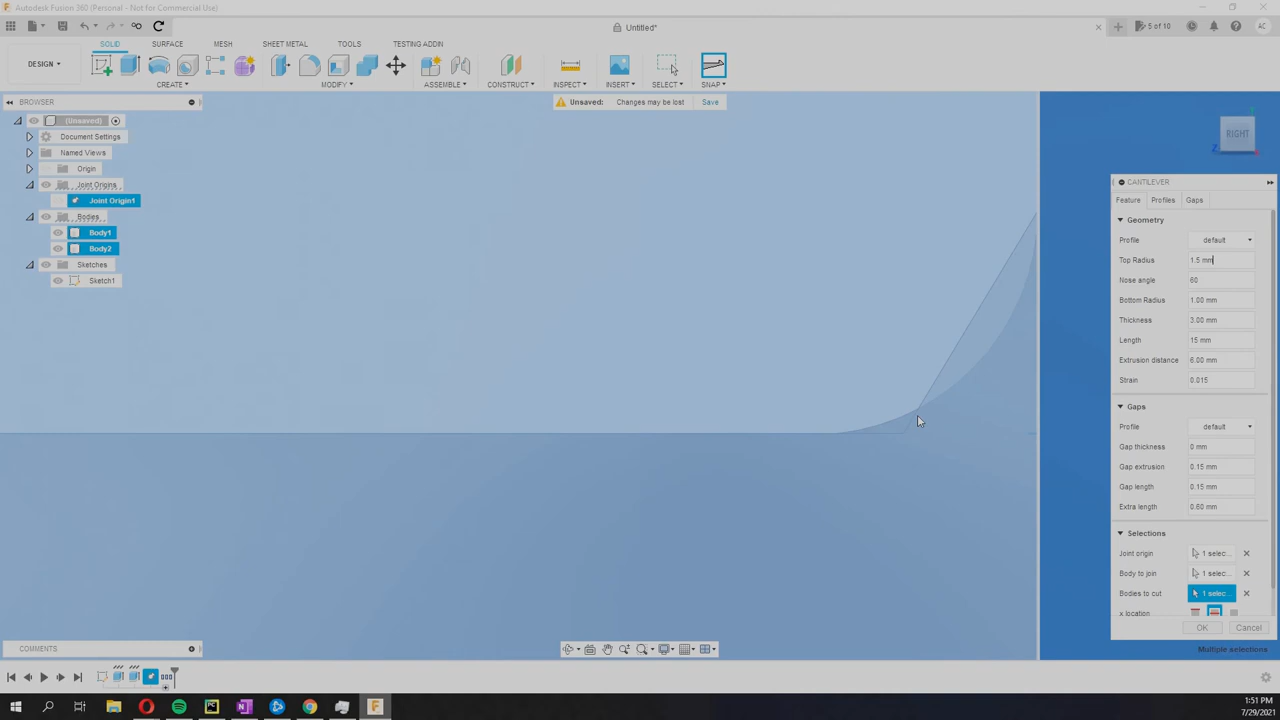 Autodesk Fusion 360 (Personal - Not for Commercial Use)
Untitled*
5 of 10
AC
DESIGN
SOLID
SURFACE
MESH
SHEET METAL
TOOLS
TESTING ADDIN
CREATE
MODIFY
ASSEMBLE
CONSTRUCT
INSPECT
INSERT
SELECT
SNAP
BROWSER
Unsaved: Changes may be lost Save
(Unsaved)
Document Settings
Named Views
Origin
Joint Origins
Joint Origin1
Bodies
Body1
Body2
Sketches
Sketch1
RIGHT
Z
CANTILEVER
Feature Profiles Gaps
Geometry
Profile default
Top Radius 1.5 mm
Nose angle 60
Bottom Radius 1.00 mm
Thickness 3.00 mm
Length 15 mm
Extrusion distance 6.00 mm
Strain 0.015
Gaps
Profile default
Gap thickness 0 mm
Gap extrusion 0.15 mm
Gap length 0.15 mm
Extra length 0.60 mm
Selections
Joint origin 1 selec...
Body to join 1 selec...
Bodies to cut 1 selec...
x location
OK Cancel
Multiple selections
COMMENTS
1:51 PM
7/29/2021